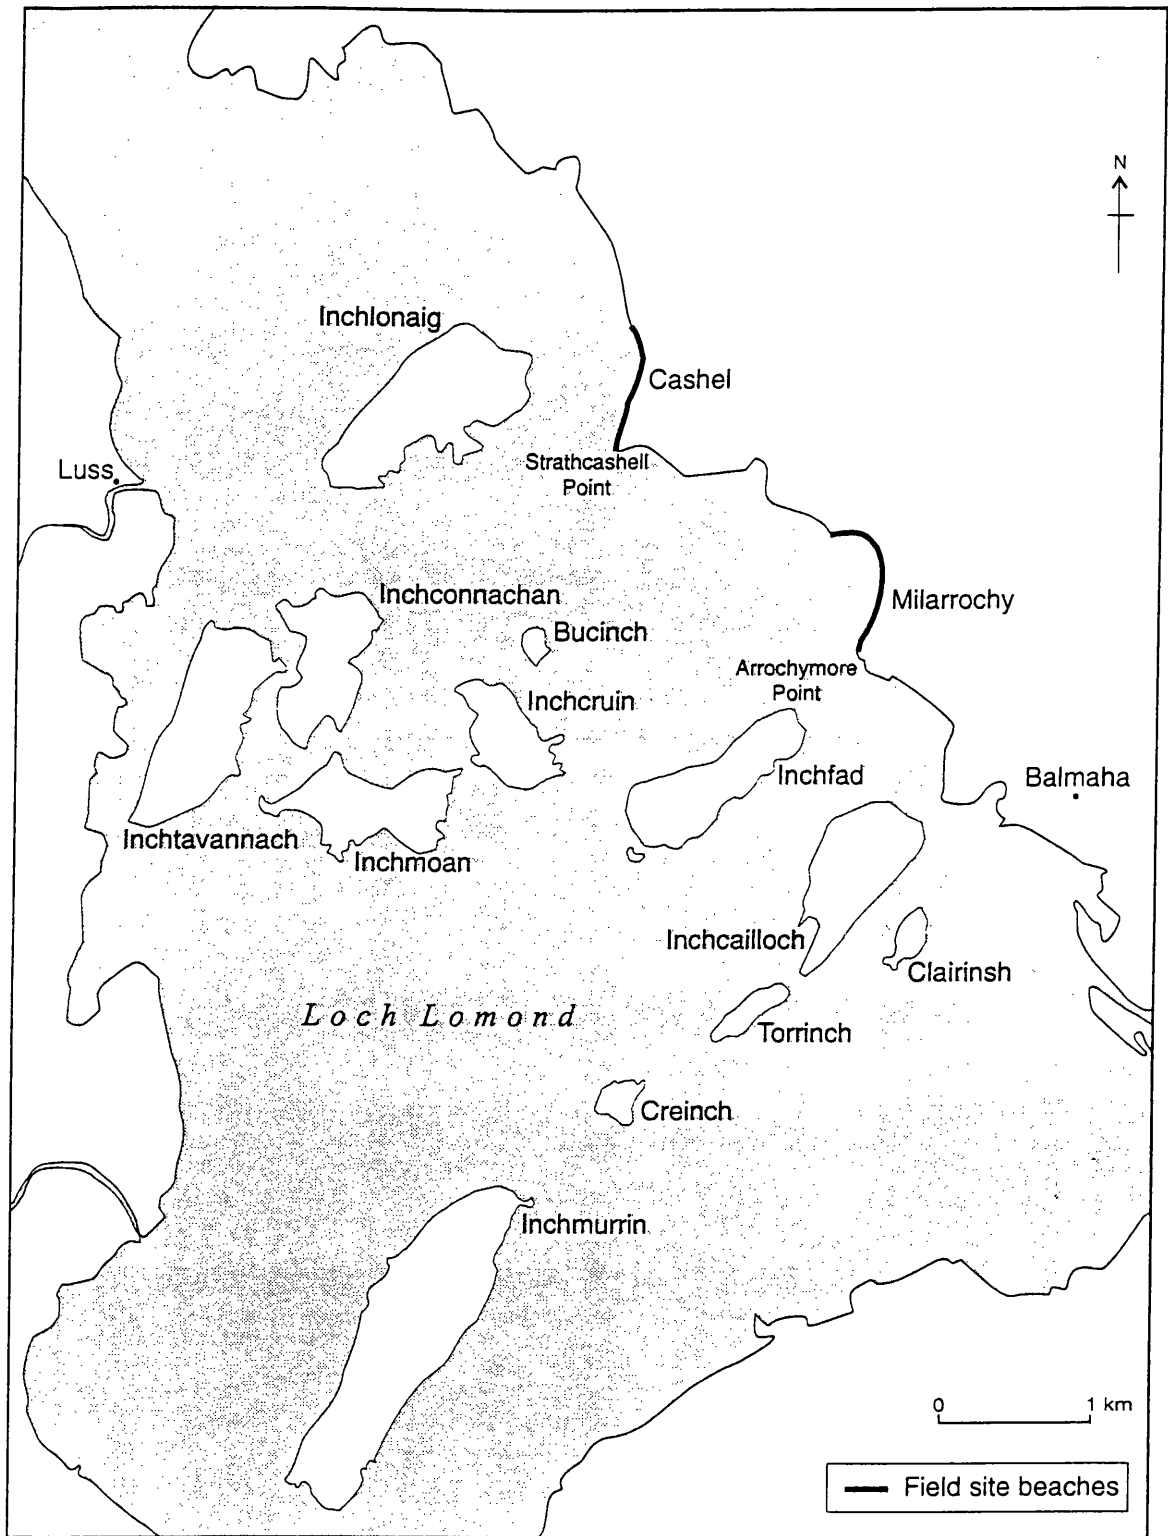 N
Inchlonaig
Cashel
Luss
Strathcashell
Point
Inchconnachan
Milarrochy
Bucinch
Arrochymore
Point
Inchcruin
Inchfad
Balmaha
Inchtavannach
Inchmoan
Inchcailloch
Clairinsh
Loch Lomond
Torrinch
Creinch
Inchmurrin
0 1 km
Field site beaches